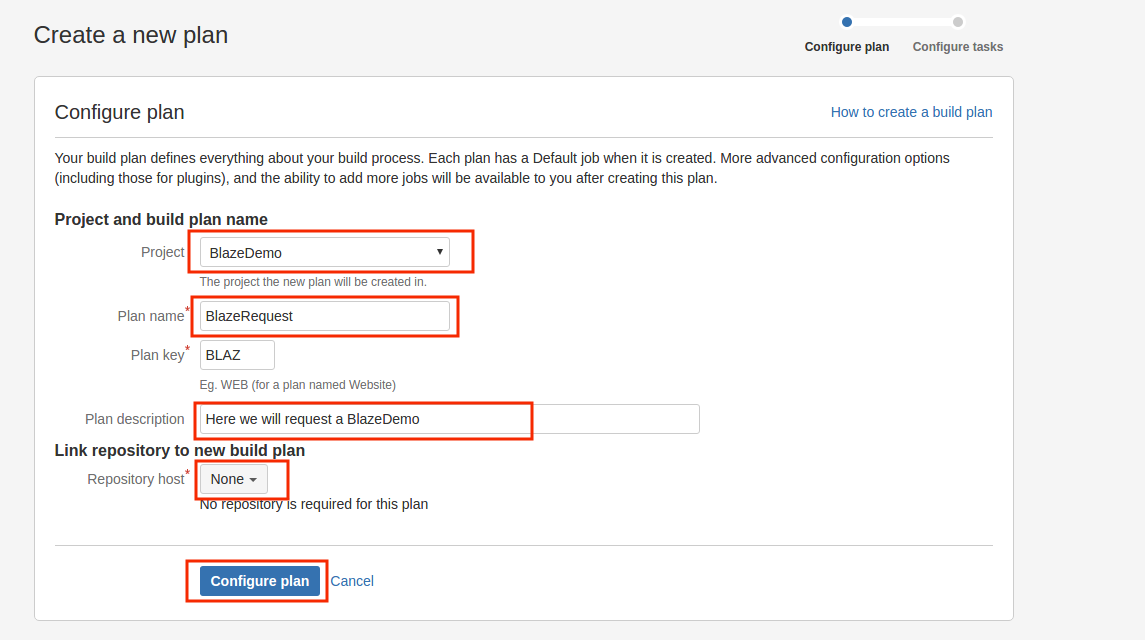 Create a new plan
Configure plan
Configure tasks
Configure plan
How to create a build plan
Your build plan defines everything about your build process. Each plan has a Default job when it is created. More advanced configuration options
(including those for plugins), and the ability to add more jobs will be available to you after creating this plan.
Project and build plan name
Project BlazeDemo
The project the new plan will be created in.
Plan name* BlazeRequest
Plan key* BLAZ
Eg. WEB (for a plan named Website)
Plan description Here we will request a BlazeDemo
Link repository to new build plan
Repository host* None
No repository is required for this plan
Configure plan Cancel